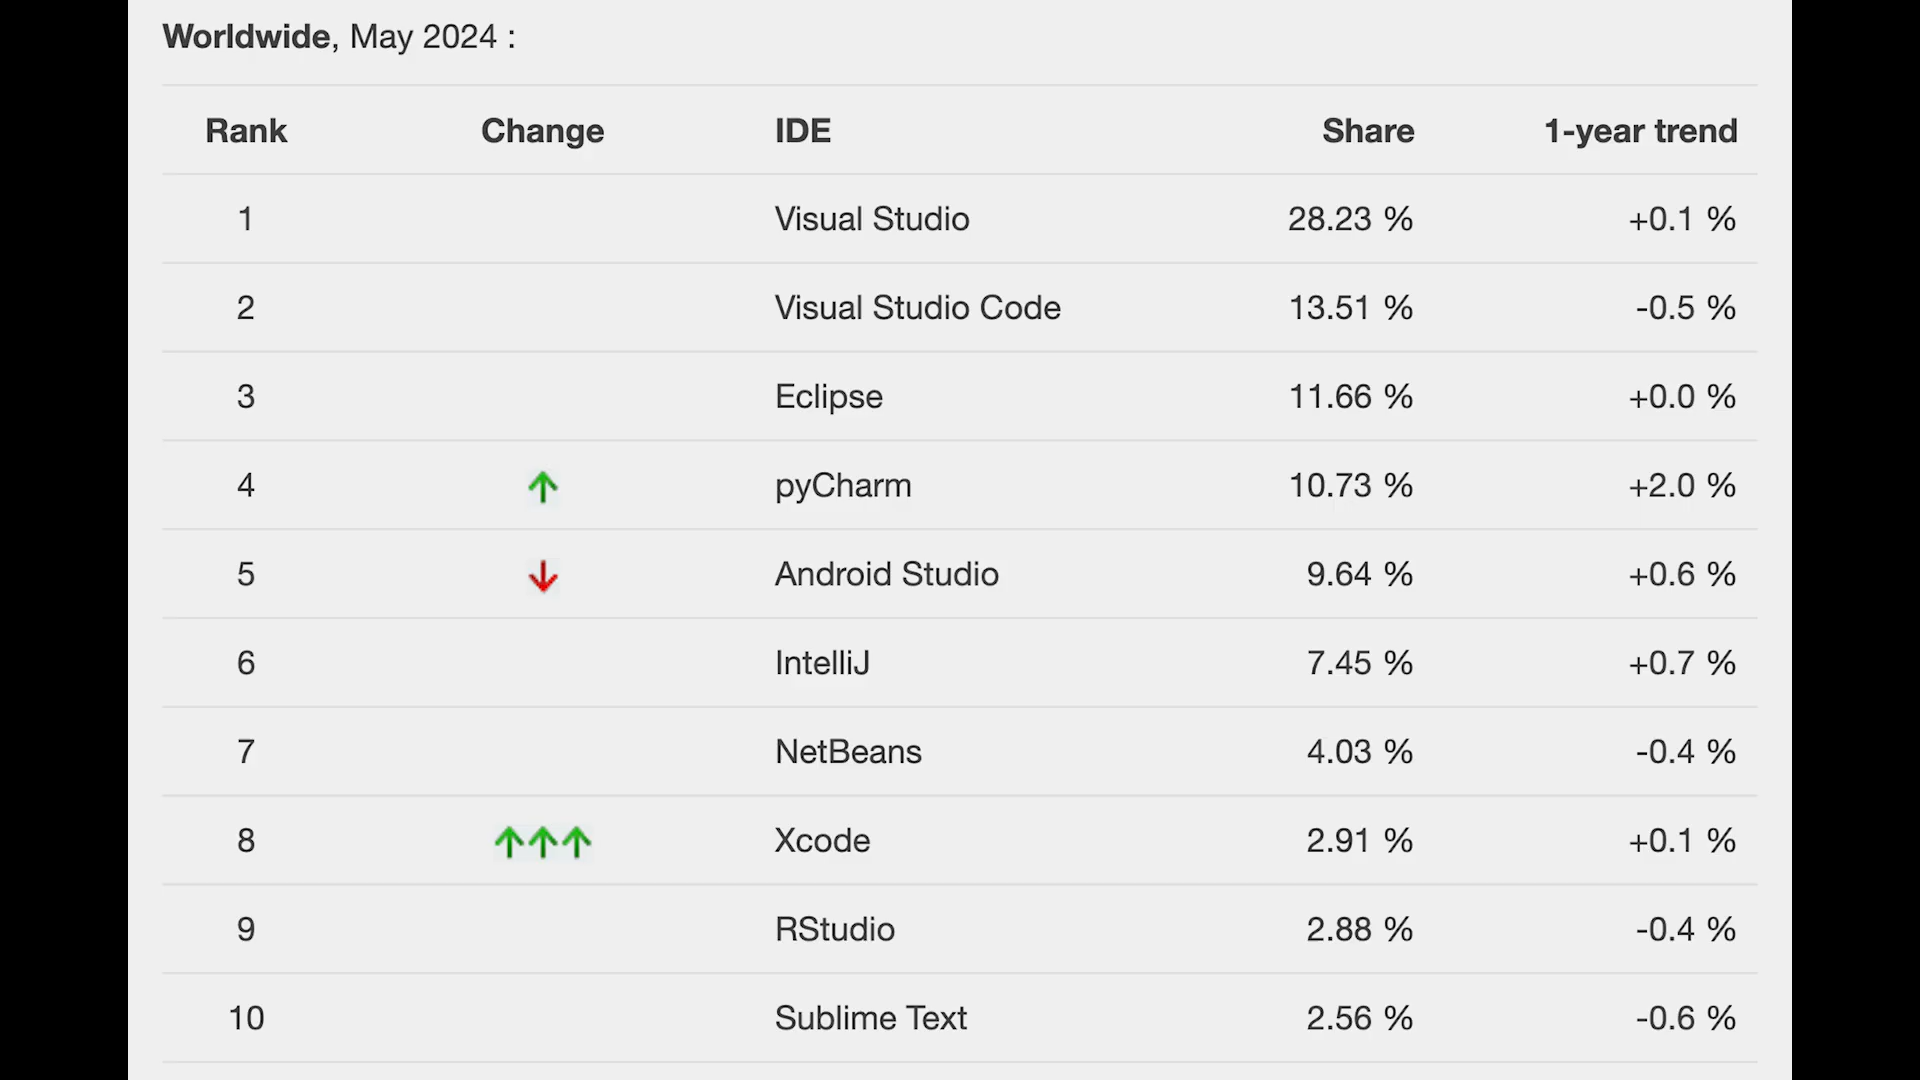 Worldwide, May 2024 :
Rank Change IDE Share 1-year trend
1 Visual Studio 28.23 % +0.1 %
2 Visual Studio Code 13.51 % -0.5 %
3 Eclipse 11.66 % +0.0 %
4 pyCharm 10.73 % +2.0 %
5 Android Studio 9.64 % +0.6 %
6 IntelliJ 7.45 % +0.7 %
7 NetBeans 4.03 % -0.4 %
8 Xcode 2.91 % +0.1 %
9 RStudio 2.88 % -0.4 %
10 Sublime Text 2.56 % -0.6 %